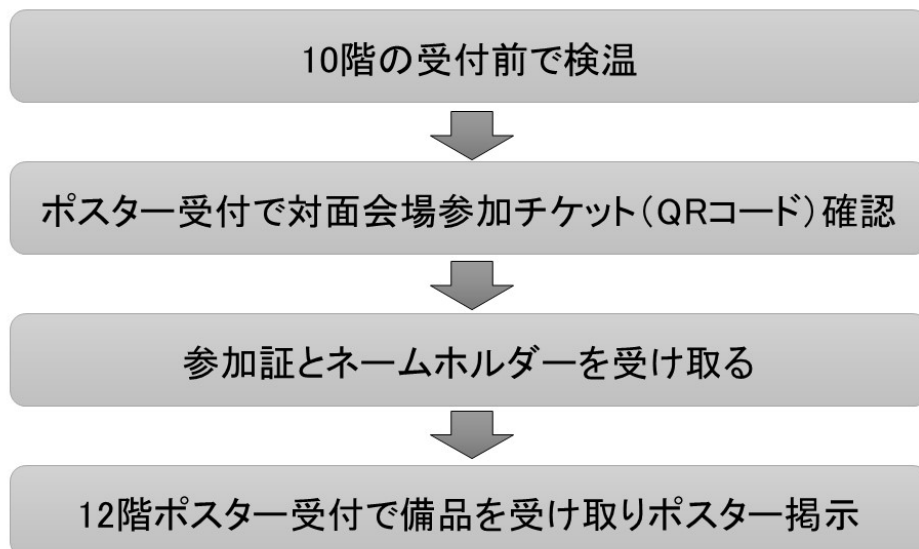 10階の受付前で検温
ポスター受付で対面会場参加チケット(QRコード)確認
参加証とネームホルダーを受け取る
12階ポスター受付で備品を受け取りポスター掲示